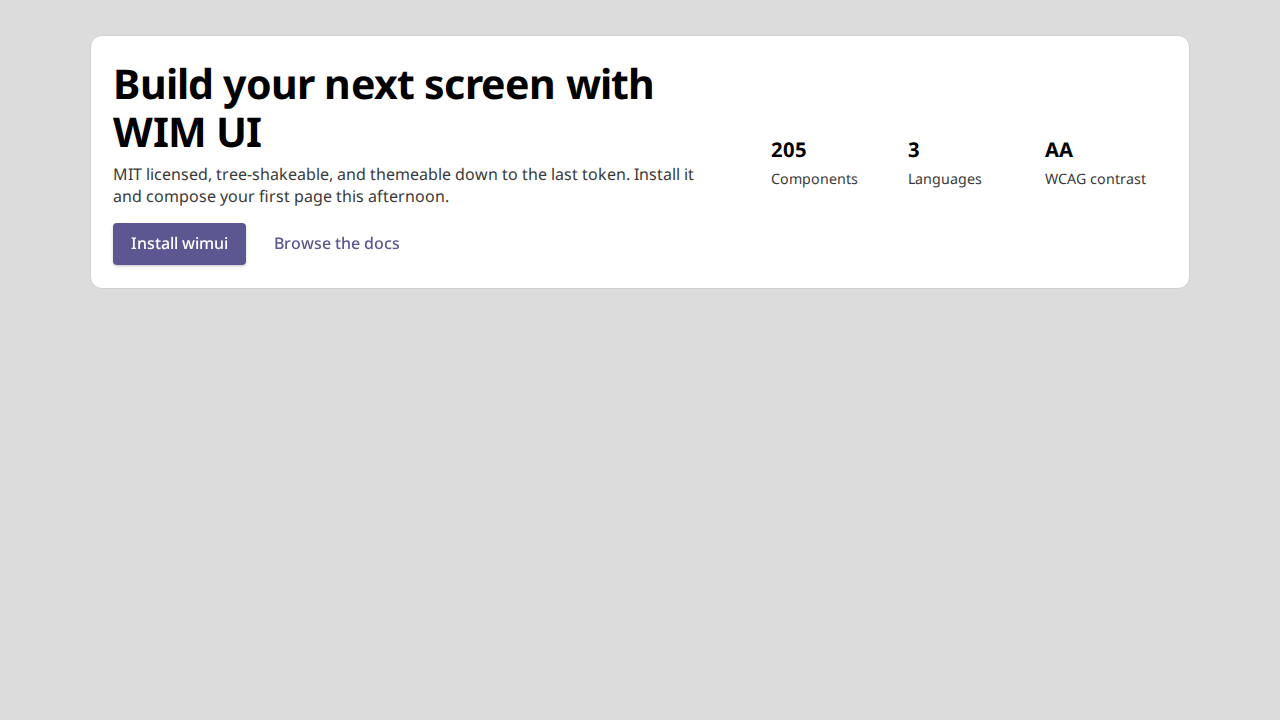 Build your next screen with
WIM UI
MIT licensed, tree-shakeable, and themeable down to the last token. Install it
and compose your first page this afternoon.
Install wimui
Browse the docs
205
Components
3
Languages
AA
WCAG contrast